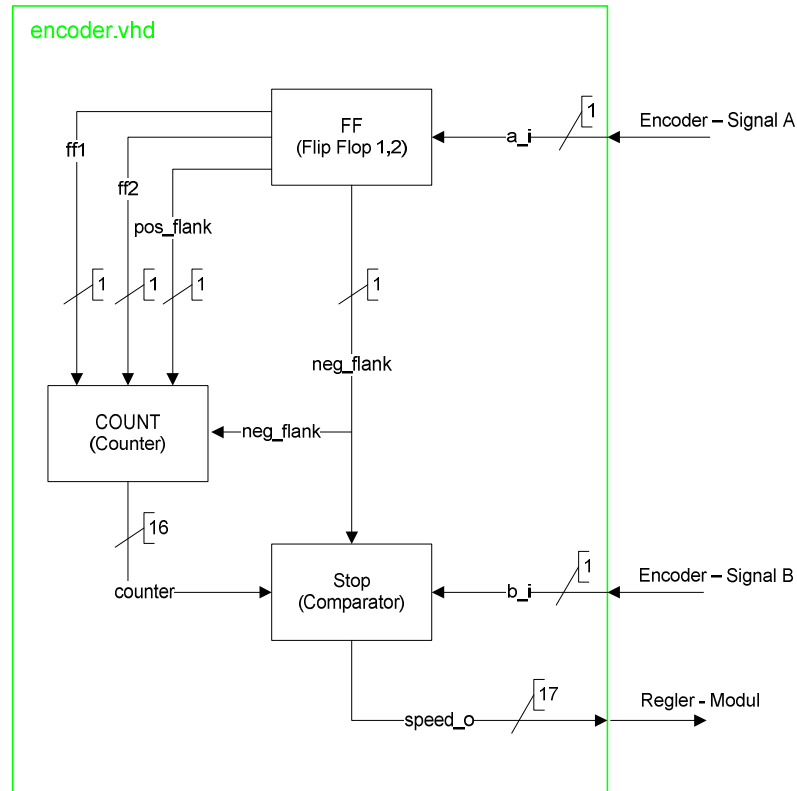 encoder.vhd
FF
(Flip Flop 1,2)
a_i
1
Encoder – Signal A
ff1
ff2
pos_flank
1
1
1
1
neg_flank
COUNT
(Counter)
neg_flank
16
counter
Stop
(Comparator)
b_i
1
Encoder – Signal B
speed_o
17
Regler - Modul